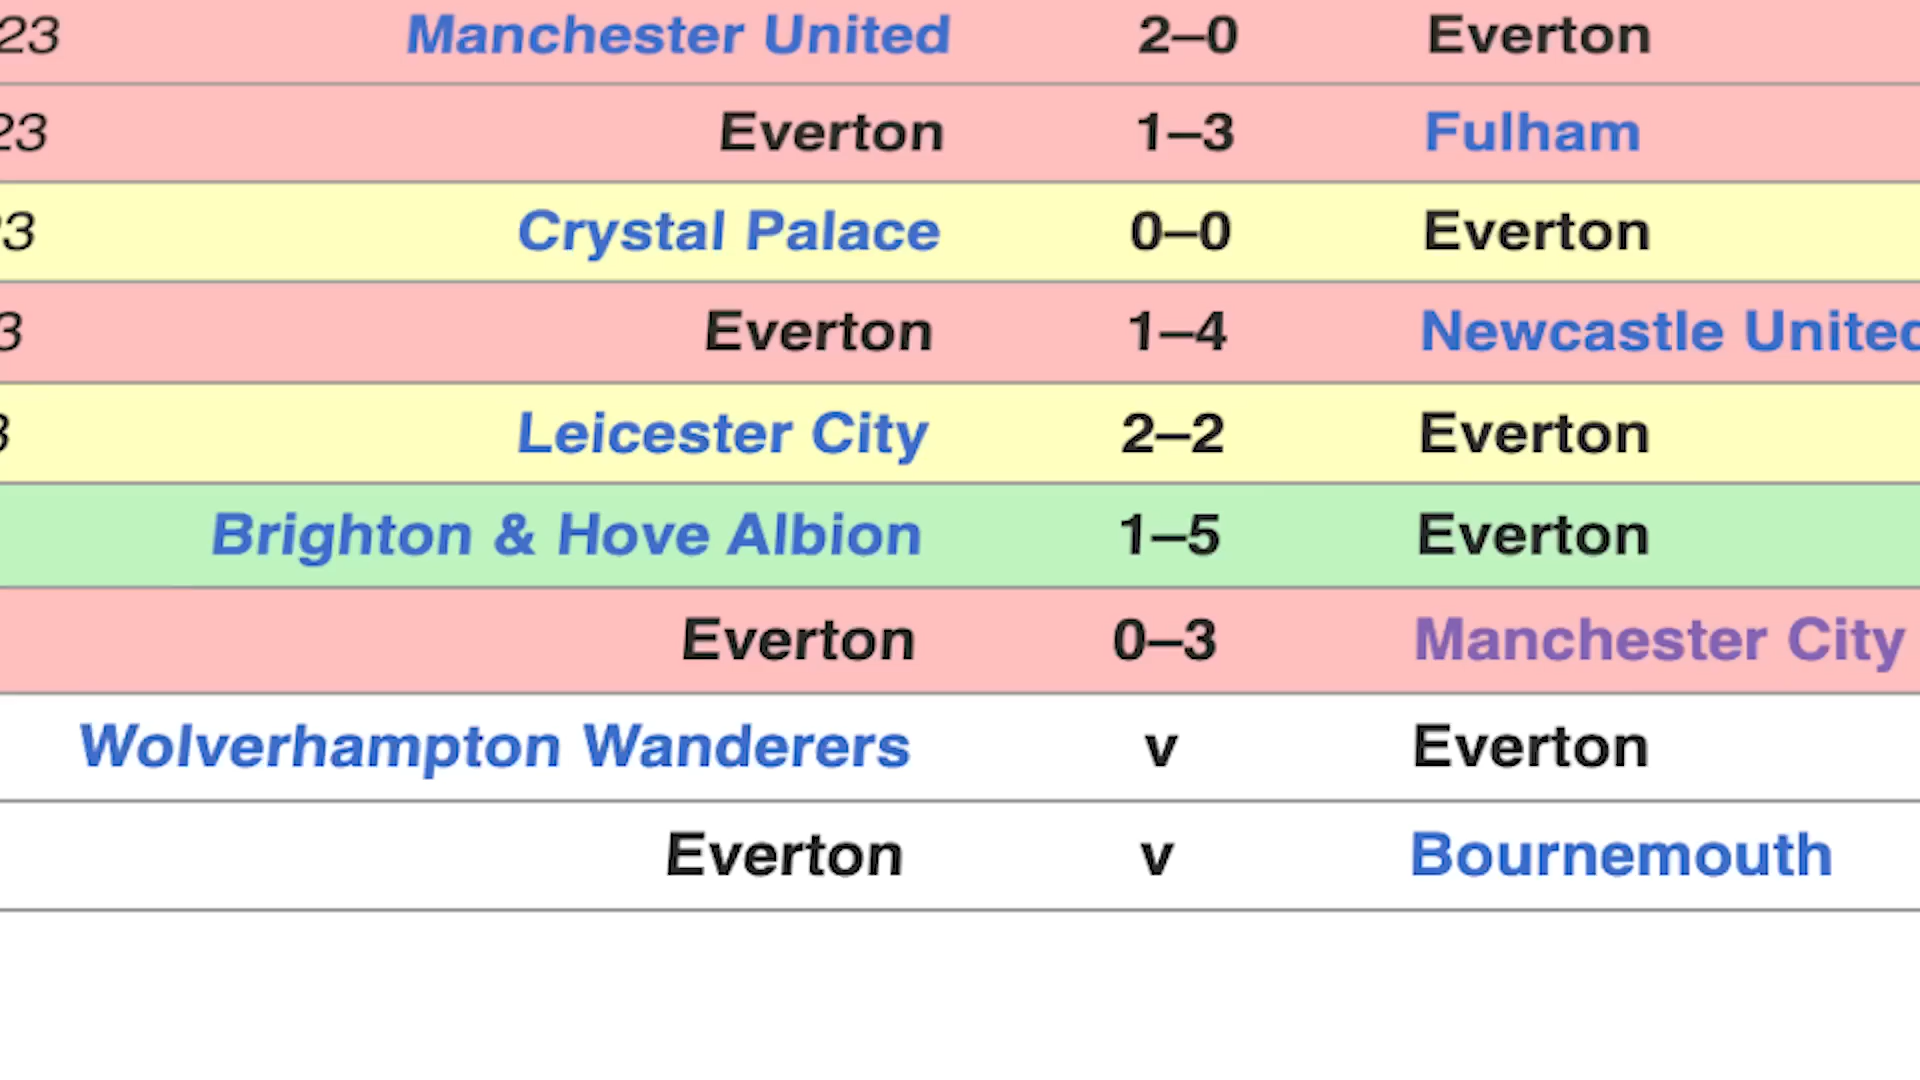 23 Manchester United 2–0 Everton
23 Everton 1–3 Fulham
23 Crystal Palace 0–0 Everton
3 Everton 1–4 Newcastle United
3 Leicester City 2–2 Everton
Brighton & Hove Albion 1–5 Everton
Everton 0–3 Manchester City
Wolverhampton Wanderers v Everton
Everton v Bournemouth